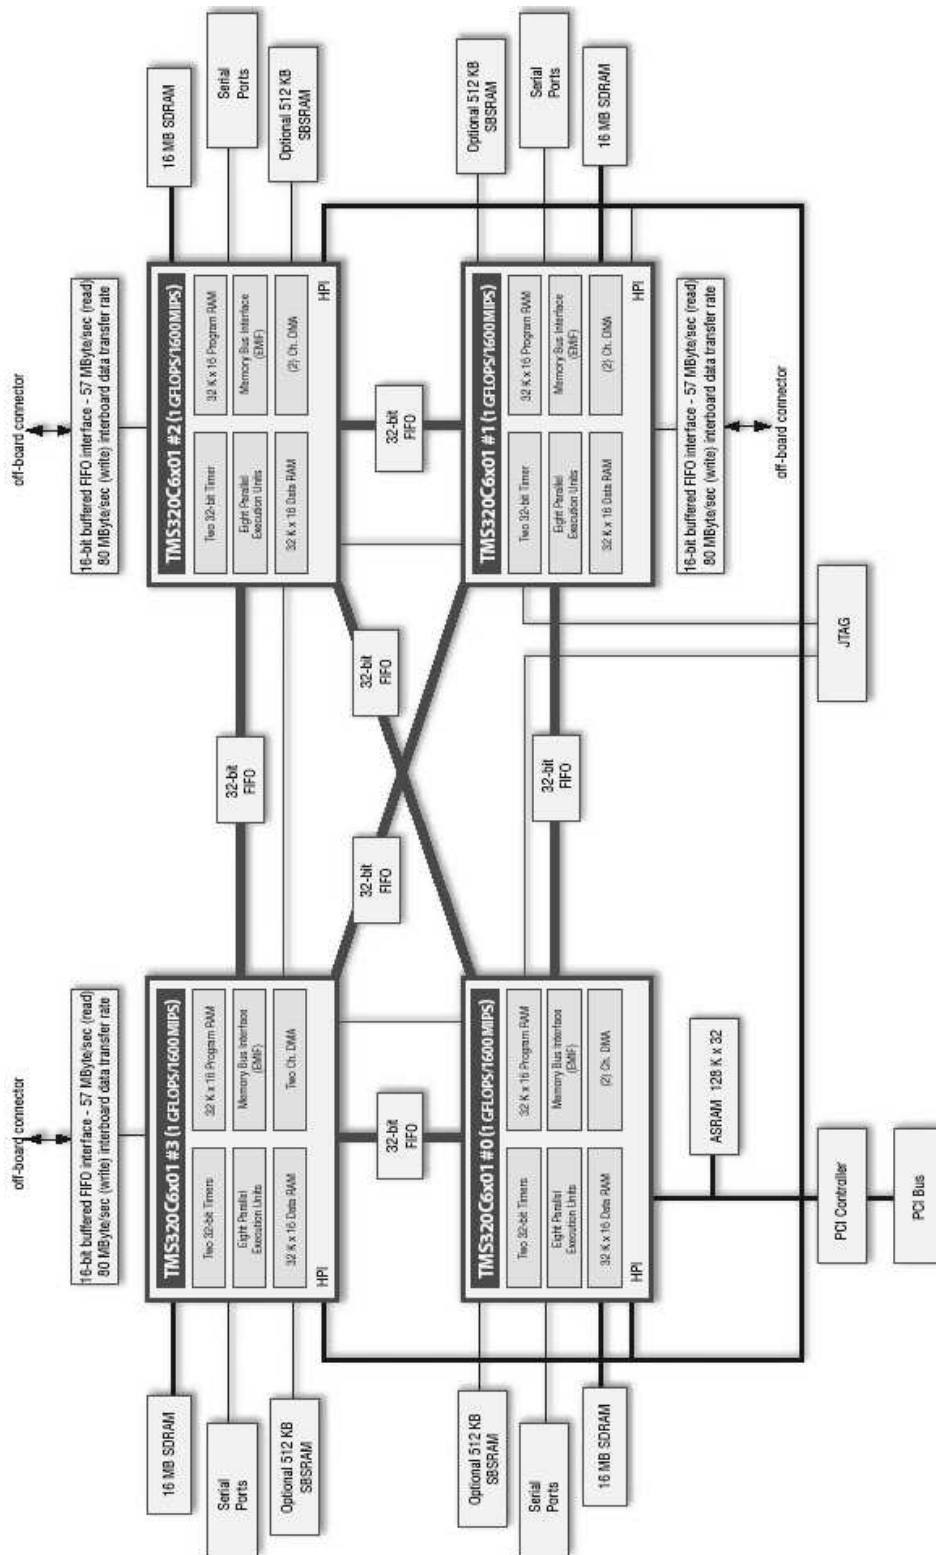 off-board connector
off-board connector
16-bit buffered FIFO interface - 57 MByte/sec (read)
80 MByte/sec (write) interboard data transfer rate
16-bit buffered FIFO interface - 57 MByte/sec (read)
80 MByte/sec (write) interboard data transfer rate
16 MB SDRAM
Serial
Ports
Optional 512 KB
SBSRAM
TMS320C6x01 #3 (1 GFLOPS/1600 MIPS)
Two 32-bit Timers
32 K x 16 Program RAM
Eight Parallel
Execution Units
Memory Bus Interface
(EMIF)
32 K x 16 Data RAM
Two Ch. DMA
HPI
32-bit
FIFO
TMS320C6x01 #2 (1 GFLOPS/1600 MIPS)
Two 32-bit Timer
32 K x 16 Program RAM
Eight Parallel
Execution Units
Memory Bus Interface
(EMIF)
32 K x 16 Data RAM
(2) Ch. DMA
HPI
16 MB SDRAM
Serial
Ports
Optional 512 KB
SBSRAM
32-bit
FIFO
32-bit
FIFO
32-bit
FIFO
32-bit
FIFO
Optional 512 KB
SBSRAM
Serial
Ports
16 MB SDRAM
TMS320C6x01 #0 (1 GFLOPS/1600 MIPS)
Two 32-bit Timers
32 K x 16 Program RAM
Eight Parallel
Execution Units
Memory Bus Interface
(EMIF)
32 K x 16 Data RAM
(2) Ch. DMA
HPI
32-bit
FIFO
TMS320C6x01 #1 (1 GFLOPS/1600 MIPS)
Two 32-bit Timer
32 K x 16 Program RAM
Eight Parallel
Execution Units
Memory Bus Interface
(EMIF)
32 K x 16 Data RAM
(2) Ch. DMA
HPI
Optional 512 KB
SBSRAM
Serial
Ports
16 MB SDRAM
ASRAM 128 K x 32
16-bit buffered FIFO interface - 57 MByte/sec (read)
80 MByte/sec (write) interboard data transfer rate
off-board connector
PCI Controller
JTAG
PCI Bus